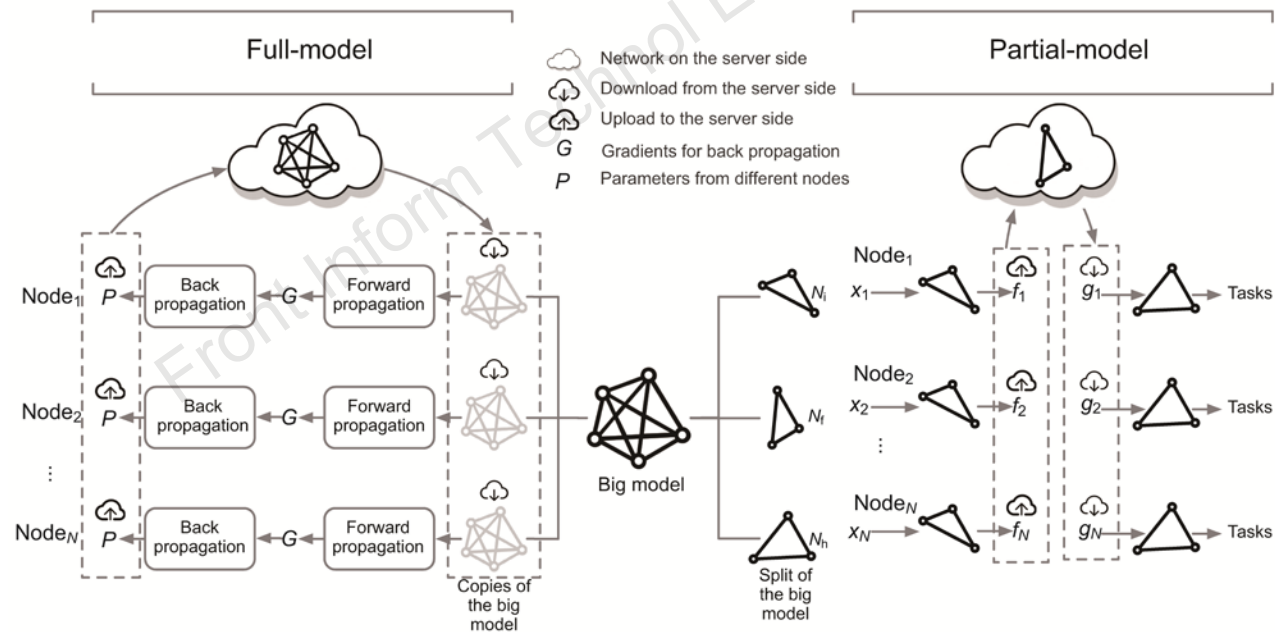 Full-model
Network on the server side
Download from the server side
Upload to the server side
G Gradients for back propagation
P Parameters from different nodes
Partial-model
Node1
P
Back
propagation
G
Forward
propagation
Node2
P
Back
propagation
G
Forward
propagation
⋮
NodeN
P
Back
propagation
G
Forward
propagation
Copies of
the big
model
Big model
Ni
Nf
Nh
Split of
the big
model
Node1
x1
f1
g1
Tasks
Node2
x2
f2
g2
Tasks
⋮
NodeN
xN
fN
gN
Tasks
Front Inform Technol E